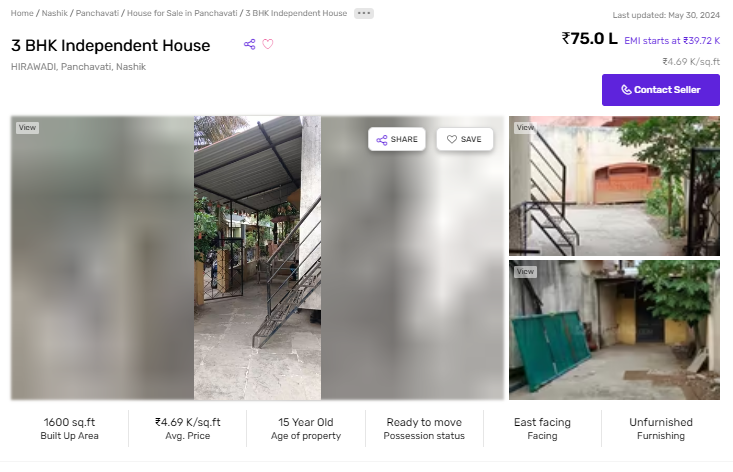 Home / Nashik / Panchavati / House for Sale in Panchavati / 3 BHK Independent House
Last updated: May 30, 2024
3 BHK Independent House
₹75.0 L EMI starts at ₹39.72 K
HIRAWADI, Panchavati, Nashik
₹4.69 K/sq.ft
Contact Seller
View
SHARE
SAVE
View
View
1600 sq.ft
Built Up Area
₹4.69 K/sq.ft
Avg. Price
15 Year Old
Age of property
Ready to move
Possession status
East facing
Facing
Unfurnished
Furnishing